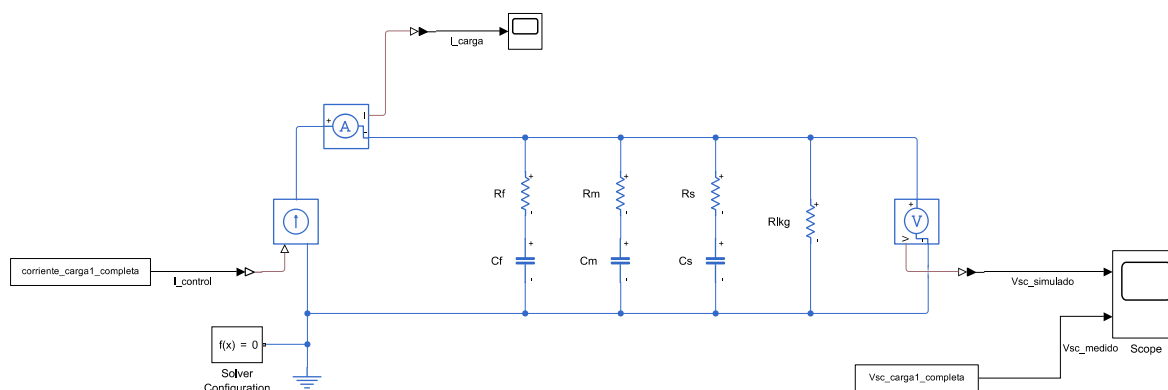 I_carga
+
A
I
-
Rf
+
-
Rm
+
-
Rs
+
-
Rlkg
+
-
Cf
+
-
Cm
+
-
Cs
+
-
+
V
V
-
corriente_carga1_completa
I_control
Vsc_simulado
f(x) = 0
Solver
Configuration
Vsc_medido
Scope
Vsc_carga1_completa